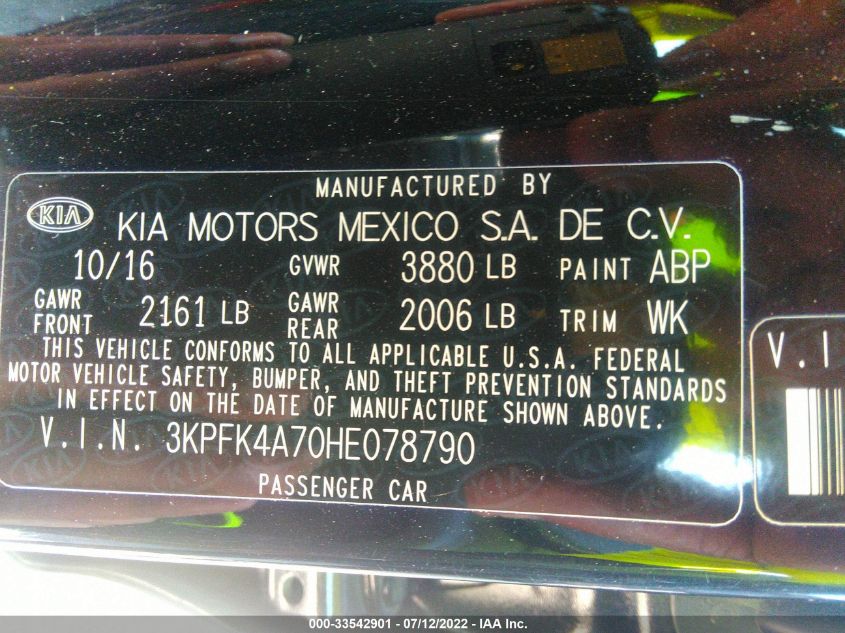 MANUFACTURED BY
KIA KIA MOTORS MEXICO S.A. DE C.V.
10/16 GVWR 3880 LB PAINT ABP
GAWR FRONT 2161 LB GAWR REAR 2006 LB TRIM WK
THIS VEHICLE CONFORMS TO ALL APPLICABLE U.S.A. FEDERAL
MOTOR VEHICLE SAFETY, BUMPER, AND THEFT PREVENTION STANDARDS
IN EFFECT ON THE DATE OF MANUFACTURE SHOWN ABOVE.
V.I.N. 3KPFK4A70HE078790
PASSENGER CAR
V.I
000-33542901 - 07/12/2022 - IAA Inc.